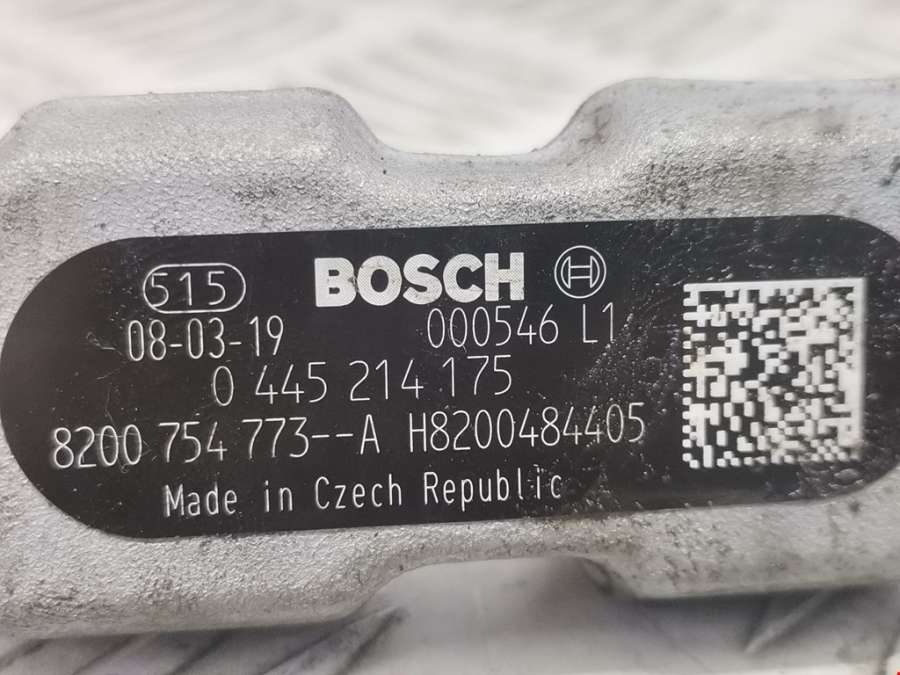 515 BOSCH
08-03-19 000546 L1
0 445 214 175
8200 754 773--A H8200484405
Made in Czech Republic